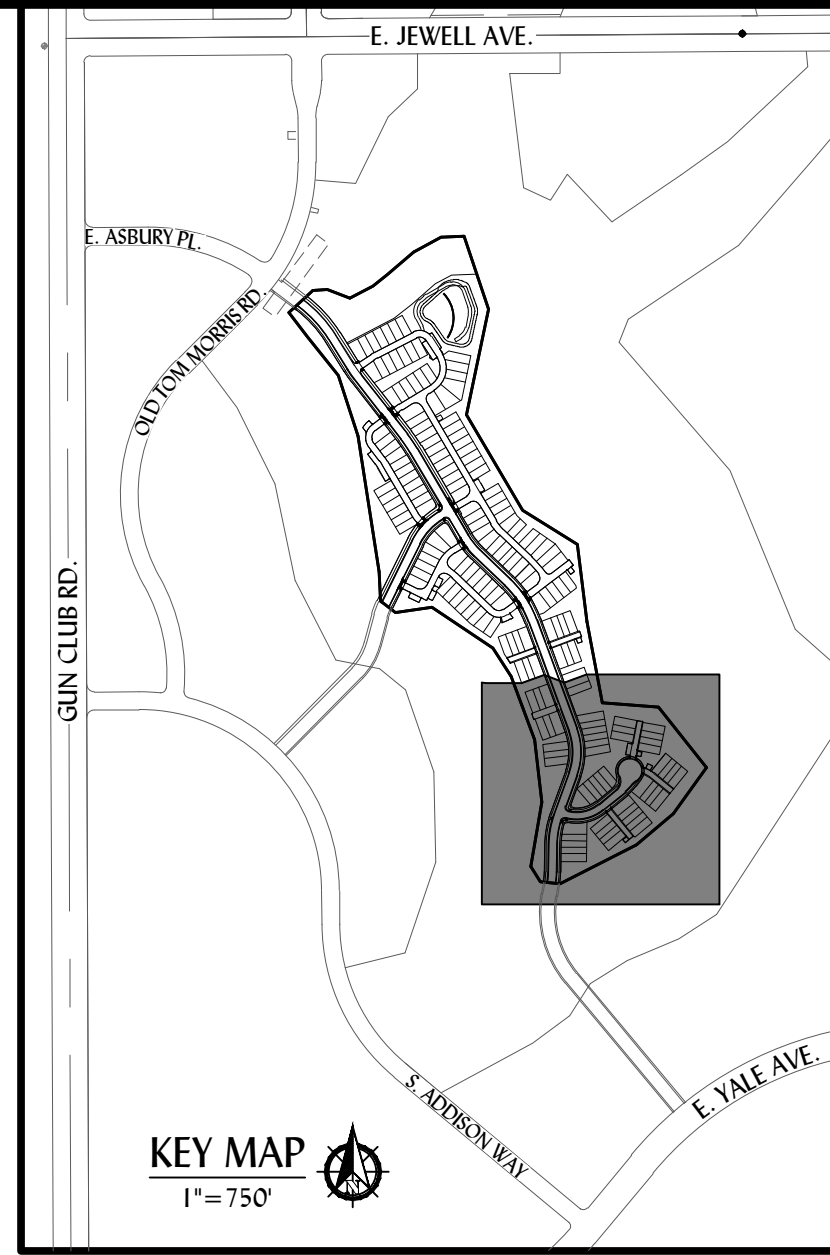 E. JEWELL AVE.
E. ASBURY PL.
OLD TOM MORRIS RD.
GUN CLUB RD.
S. ADDISON WAY
E. YALE AVE.
KEY MAP
1"=750'
N